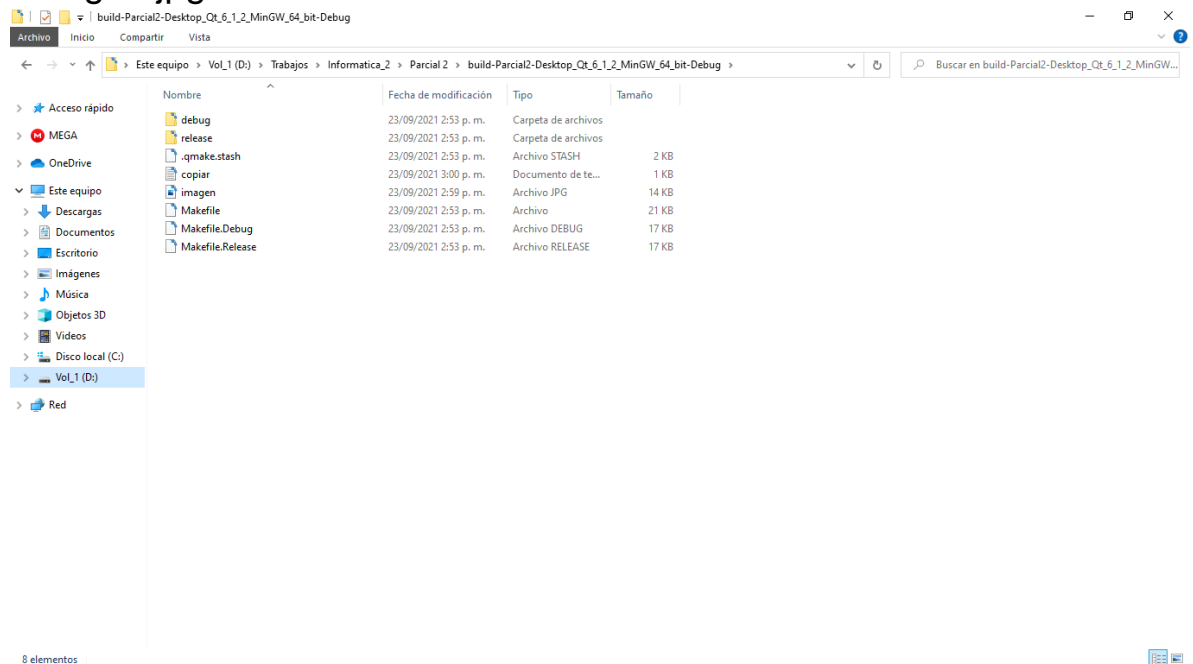 build-Parcial2-Desktop_Qt_6_1_2_MinGW_64_bit-Debug
Archivo Inicio Compartir Vista
Este equipo > Vol_1 (D:) > Trabajos > Informatica_2 > Parcial 2 > build-Parcial2-Desktop_Qt_6_1_2_MinGW_64_bit-Debug >
Buscar en build-Parcial2-Desktop_Qt_6_1_2_MinGW...
Acceso rápido
MEGA
OneDrive
Este equipo
Descargas
Documentos
Escritorio
Imágenes
Música
Objetos 3D
Videos
Disco local (C:)
Vol_1 (D:)
Red
Nombre Fecha de modificación Tipo Tamaño
debug 23/09/2021 2:53 p. m. Carpeta de archivos
release 23/09/2021 2:53 p. m. Carpeta de archivos
.qmake.stash 23/09/2021 2:53 p. m. Archivo STASH 2 KB
copiar 23/09/2021 3:00 p. m. Documento de te... 1 KB
imagen 23/09/2021 2:59 p. m. Archivo JPG 14 KB
Makefile 23/09/2021 2:53 p. m. Archivo 21 KB
Makefile.Debug 23/09/2021 2:53 p. m. Archivo DEBUG 17 KB
Makefile.Release 23/09/2021 2:53 p. m. Archivo RELEASE 17 KB
8 elementos